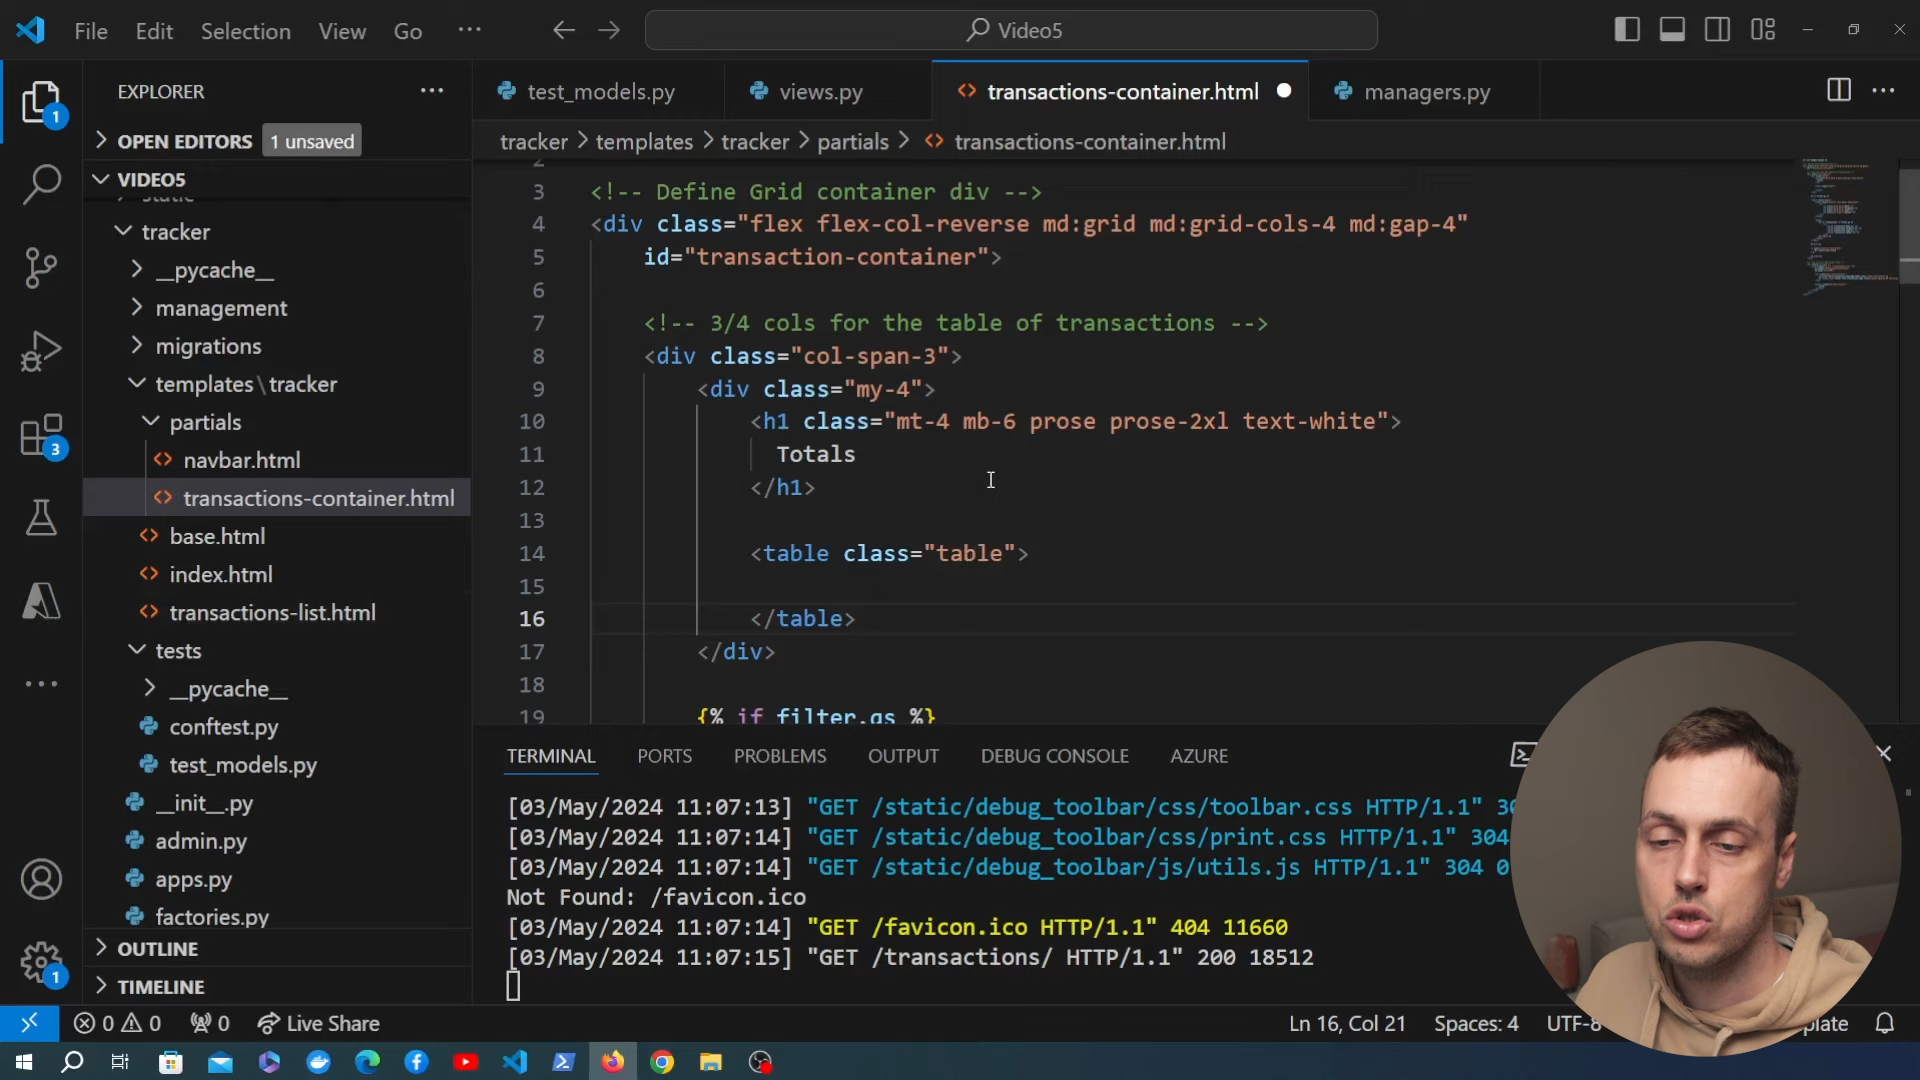 File Edit Selection View Go ··· Video5
EXPLORER ···
OPEN EDITORS 1 unsaved
VIDEO5
static
tracker
__pycache__
management
migrations
templates\tracker
partials
navbar.html
transactions-container.html
base.html
index.html
transactions-list.html
tests
__pycache__
conftest.py
test_models.py
__init__.py
admin.py
apps.py
factories.py
OUTLINE
TIMELINE
1
3
1
test_models.py views.py transactions-container.html managers.py
tracker > templates > tracker > partials > transactions-container.html
2
3 <!-- Define Grid container div -->
4 <div class="flex flex-col-reverse md:grid md:grid-cols-4 md:gap-4"
5 id="transaction-container">
6
7 <!-- 3/4 cols for the table of transactions -->
8 <div class="col-span-3">
9 <div class="my-4">
10 <h1 class="mt-4 mb-6 prose prose-2xl text-white">
11 Totals
12 </h1>
13
14 <table class="table">
15
16 </table>
17 </div>
18
19 {% if filter.qs %}
TERMINAL PORTS PROBLEMS OUTPUT DEBUG CONSOLE AZURE
[03/May/2024 11:07:13] "GET /static/debug_toolbar/css/toolbar.css HTTP/1.1" 30
[03/May/2024 11:07:14] "GET /static/debug_toolbar/css/print.css HTTP/1.1" 304
[03/May/2024 11:07:14] "GET /static/debug_toolbar/js/utils.js HTTP/1.1" 304 0
Not Found: /favicon.ico
[03/May/2024 11:07:14] "GET /favicon.ico HTTP/1.1" 404 11660
[03/May/2024 11:07:15] "GET /transactions/ HTTP/1.1" 200 18512
0 0 0 Live Share Ln 16, Col 21 Spaces: 4 UTF-8 plate